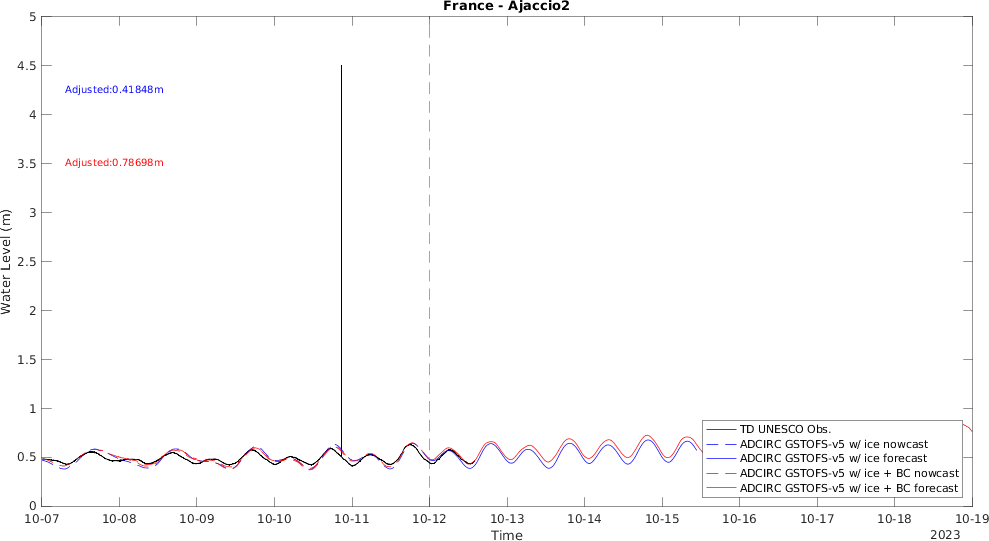 France - Ajaccio2
Water Level (m)
5
4.5
4
3.5
3
2.5
2
1.5
1
0.5
0
Adjusted:0.41848m
Adjusted:0.78698m
TD UNESCO Obs.
ADCIRC GSTOFS-v5 w/ ice nowcast
ADCIRC GSTOFS-v5 w/ ice forecast
ADCIRC GSTOFS-v5 w/ ice + BC nowcast
ADCIRC GSTOFS-v5 w/ ice + BC forecast
10-07 10-08 10-09 10-10 10-11 10-12 10-13 10-14 10-15 10-16 10-17 10-18 10-19
Time
2023